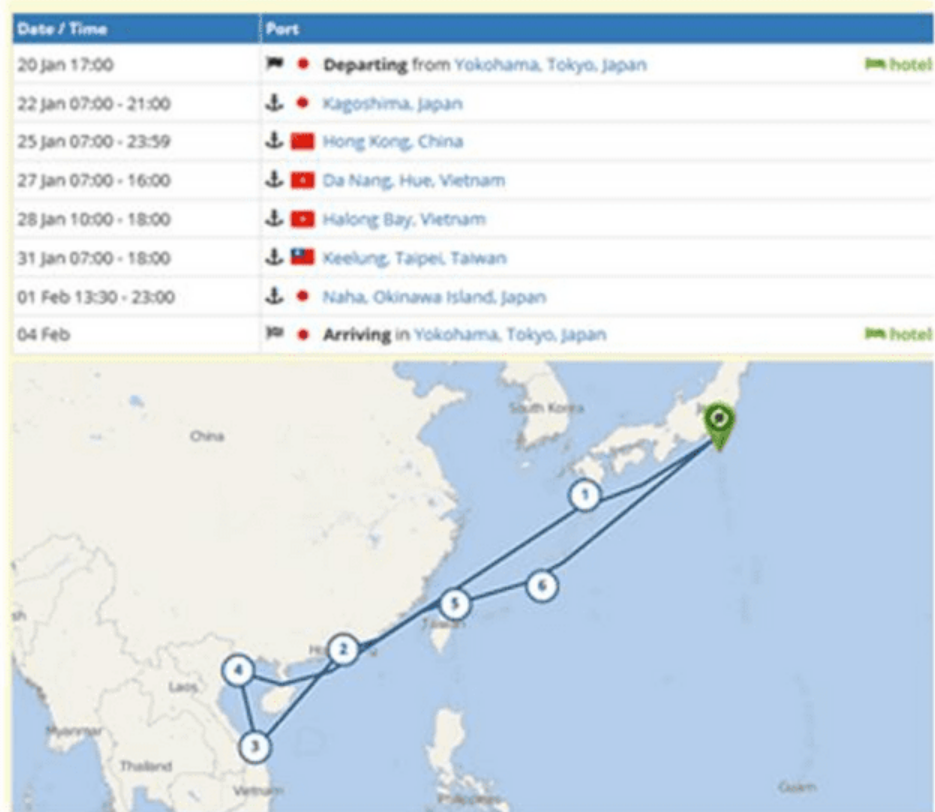 Date / Time Port
20 Jan 17:00 Departing from Yokohama, Tokyo, Japan hotel
22 Jan 07:00 - 21:00 Kagoshima, Japan
25 Jan 07:00 - 23:59 Hong Kong, China
27 Jan 07:00 - 16:00 Da Nang, Hue, Vietnam
28 Jan 10:00 - 18:00 Halong Bay, Vietnam
31 Jan 07:00 - 18:00 Keelung, Taipei, Taiwan
01 Feb 13:30 - 23:00 Naha, Okinawa Island, Japan
04 Feb Arriving in Yokohama, Tokyo, Japan hotel
South Korea
China
1
6
5
Taiwan
2
4
Laos
3
Myanmar
Thailand
Vietnam
Guam
Philippines